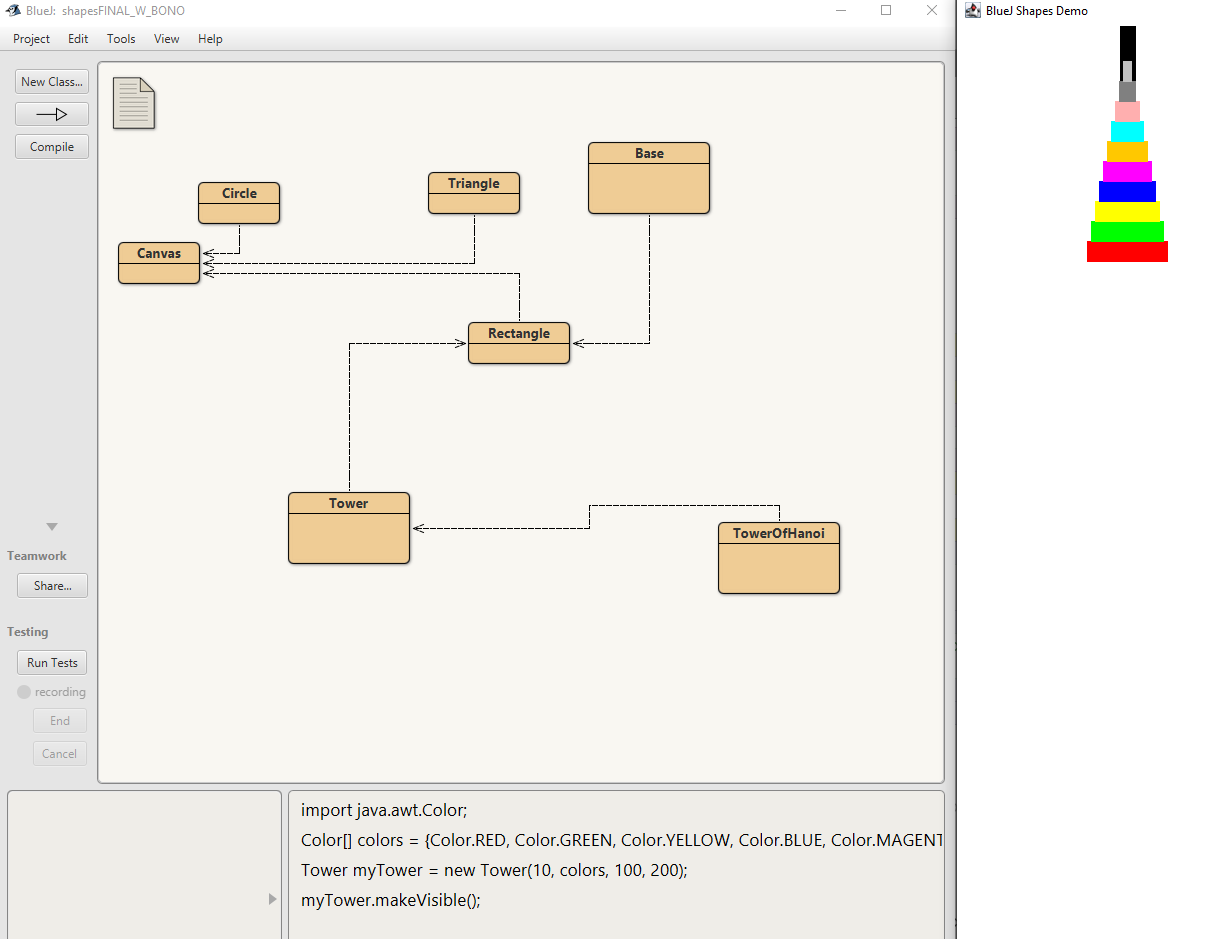 BlueJ: shapesFINAL_W_BONO
BlueJ Shapes Demo
Project Edit Tools View Help
New Class...
Compile
Circle
Triangle
Base
Canvas
Rectangle
Tower
TowerOfHanoi
Teamwork
Share...
Testing
Run Tests
recording
End
Cancel
import java.awt.Color;
Color[] colors = {Color.RED, Color.GREEN, Color.YELLOW, Color.BLUE, Color.MAGENT
Tower myTower = new Tower(10, colors, 100, 200);
myTower.makeVisible();